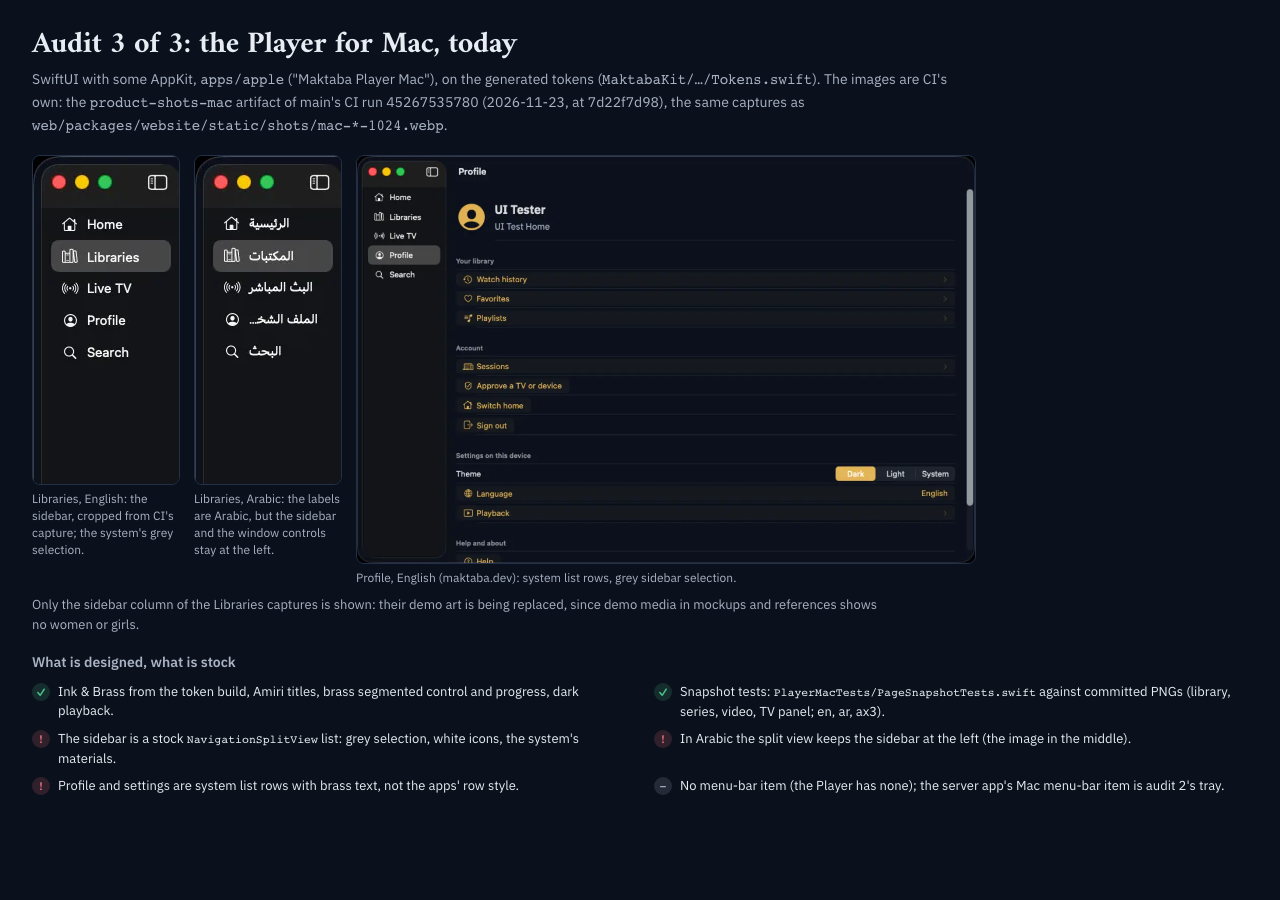 Audit 3 of 3: the Player for Mac, today
SwiftUI with some AppKit, apps/apple ("Maktaba Player Mac"), on the generated tokens (MaktabaKit/…/Tokens.swift). The images are CI's
own: the product-shots-mac artifact of main's CI run 45267535780 (2026-11-23, at 7d22f7d98), the same captures as
web/packages/website/static/shots/mac-*-1024.webp.
Home
Libraries
Live TV
Profile
Search
Libraries, English: the
sidebar, cropped from CI's
capture; the system's grey
selection.
الرئيسية
المكتبات
البث المباشر
الملف الشخـ…
البحث
Libraries, Arabic: the labels
are Arabic, but the sidebar
and the window controls
stay at the left.
Home
Libraries
Live TV
Profile
Search
Profile
UI Tester
UI Test Home
Your library
Watch history
Favorites
Playlists
Account
Sessions
Approve a TV or device
Switch home
Sign out
Settings on this device
Theme Dark Light System
Language English
Playback
Help and about
Help
Profile, English (maktaba.dev): system list rows, grey sidebar selection.
Only the sidebar column of the Libraries captures is shown: their demo art is being replaced, since demo media in mockups and references shows
no women or girls.
What is designed, what is stock
Ink & Brass from the token build, Amiri titles, brass segmented control and progress, dark
playback.
Snapshot tests: PlayerMacTests/PageSnapshotTests.swift against committed PNGs (library,
series, video, TV panel; en, ar, ax3).
The sidebar is a stock NavigationSplitView list: grey selection, white icons, the system's
materials.
In Arabic the split view keeps the sidebar at the left (the image in the middle).
Profile and settings are system list rows with brass text, not the apps' row style.
No menu-bar item (the Player has none); the server app's Mac menu-bar item is audit 2's tray.